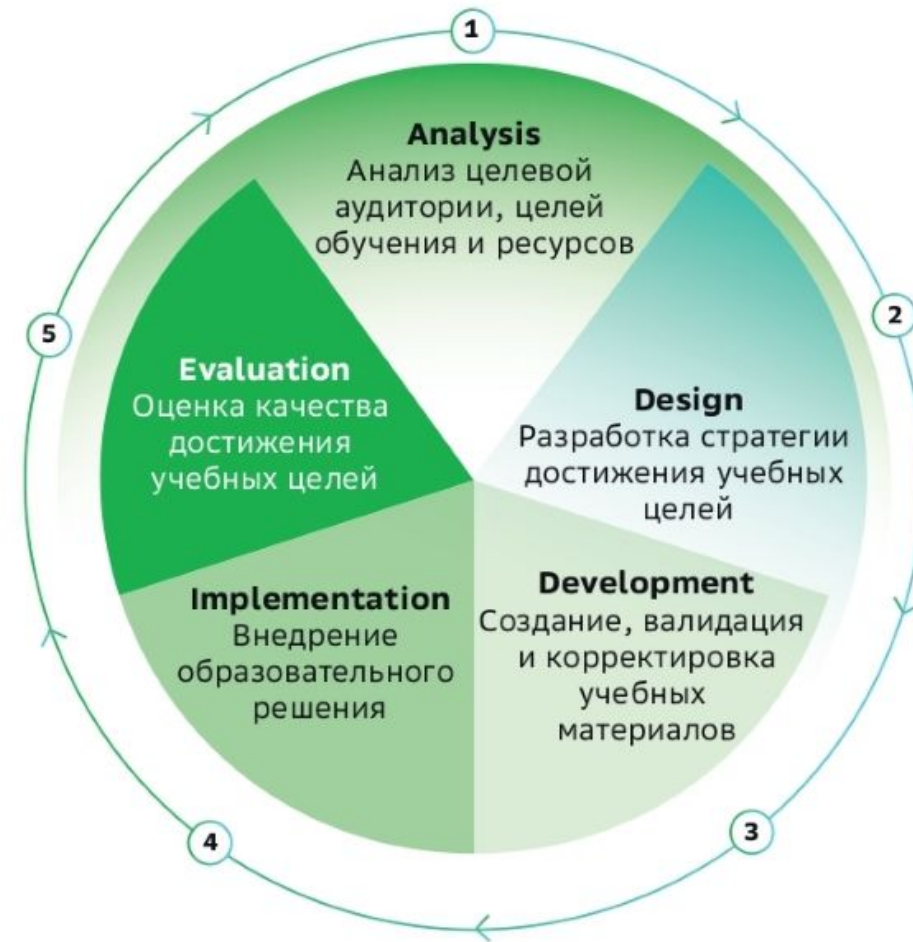 1
Analysis
Анализ целевой
аудитории, целей
обучения и ресурсов
2
Design
Разработка стратегии
достижения учебных
целей
3
Development
Создание, валидация
и корректировка
учебных
материалов
4
Implementation
Внедрение
образовательного
решения
5
Evaluation
Оценка качества
достижения
учебных целей